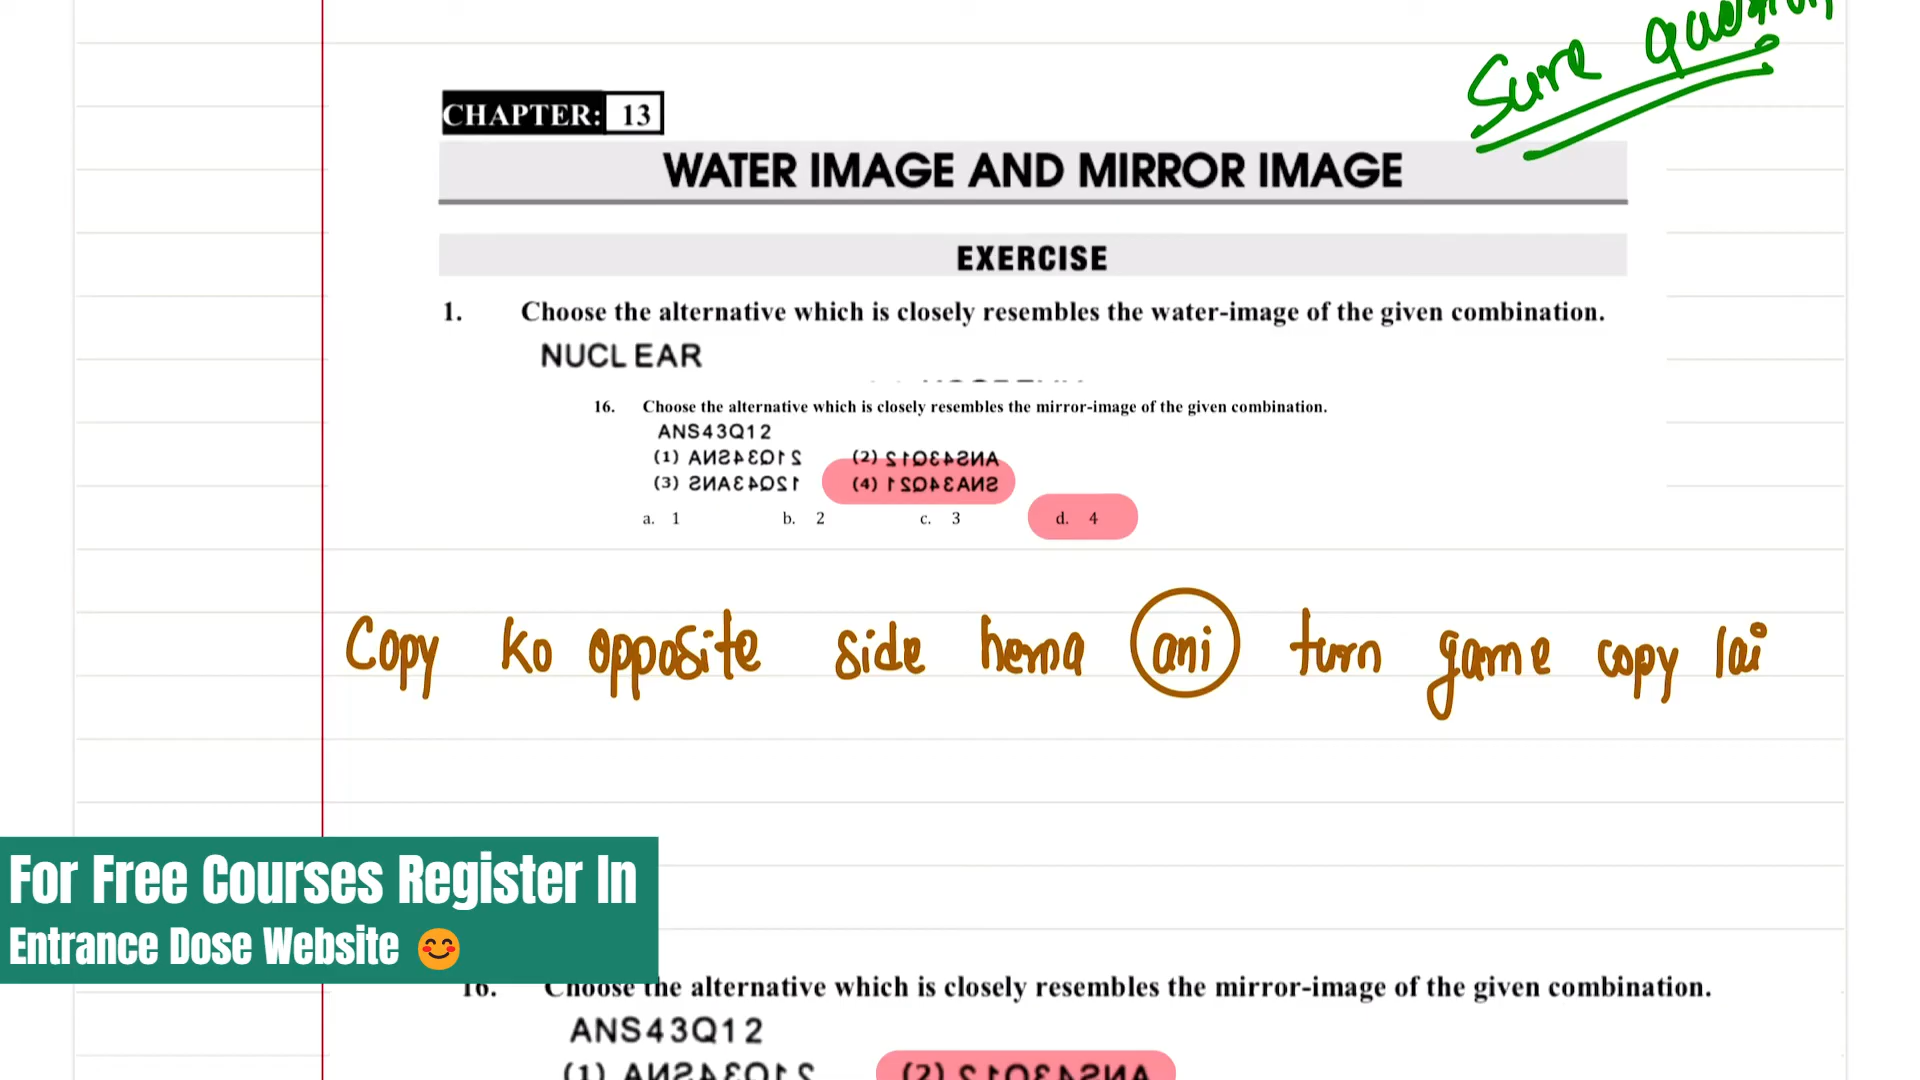 Sure question
CHAPTER: 13
WATER IMAGE AND MIRROR IMAGE
EXERCISE
1. Choose the alternative which is closely resembles the water-image of the given combination.
NUCLEAR
16. Choose the alternative which is closely resembles the mirror-image of the given combination.
ANS43Q12
(1) (2)
(3) (4)
a. 1 b. 2 c. 3 d. 4
Copy ko opposite side herna ani turn game copy lai
For Free Courses Register In
Entrance Dose Website 😊
16. Choose the alternative which is closely resembles the mirror-image of the given combination.
ANS43Q12
(1) (2)